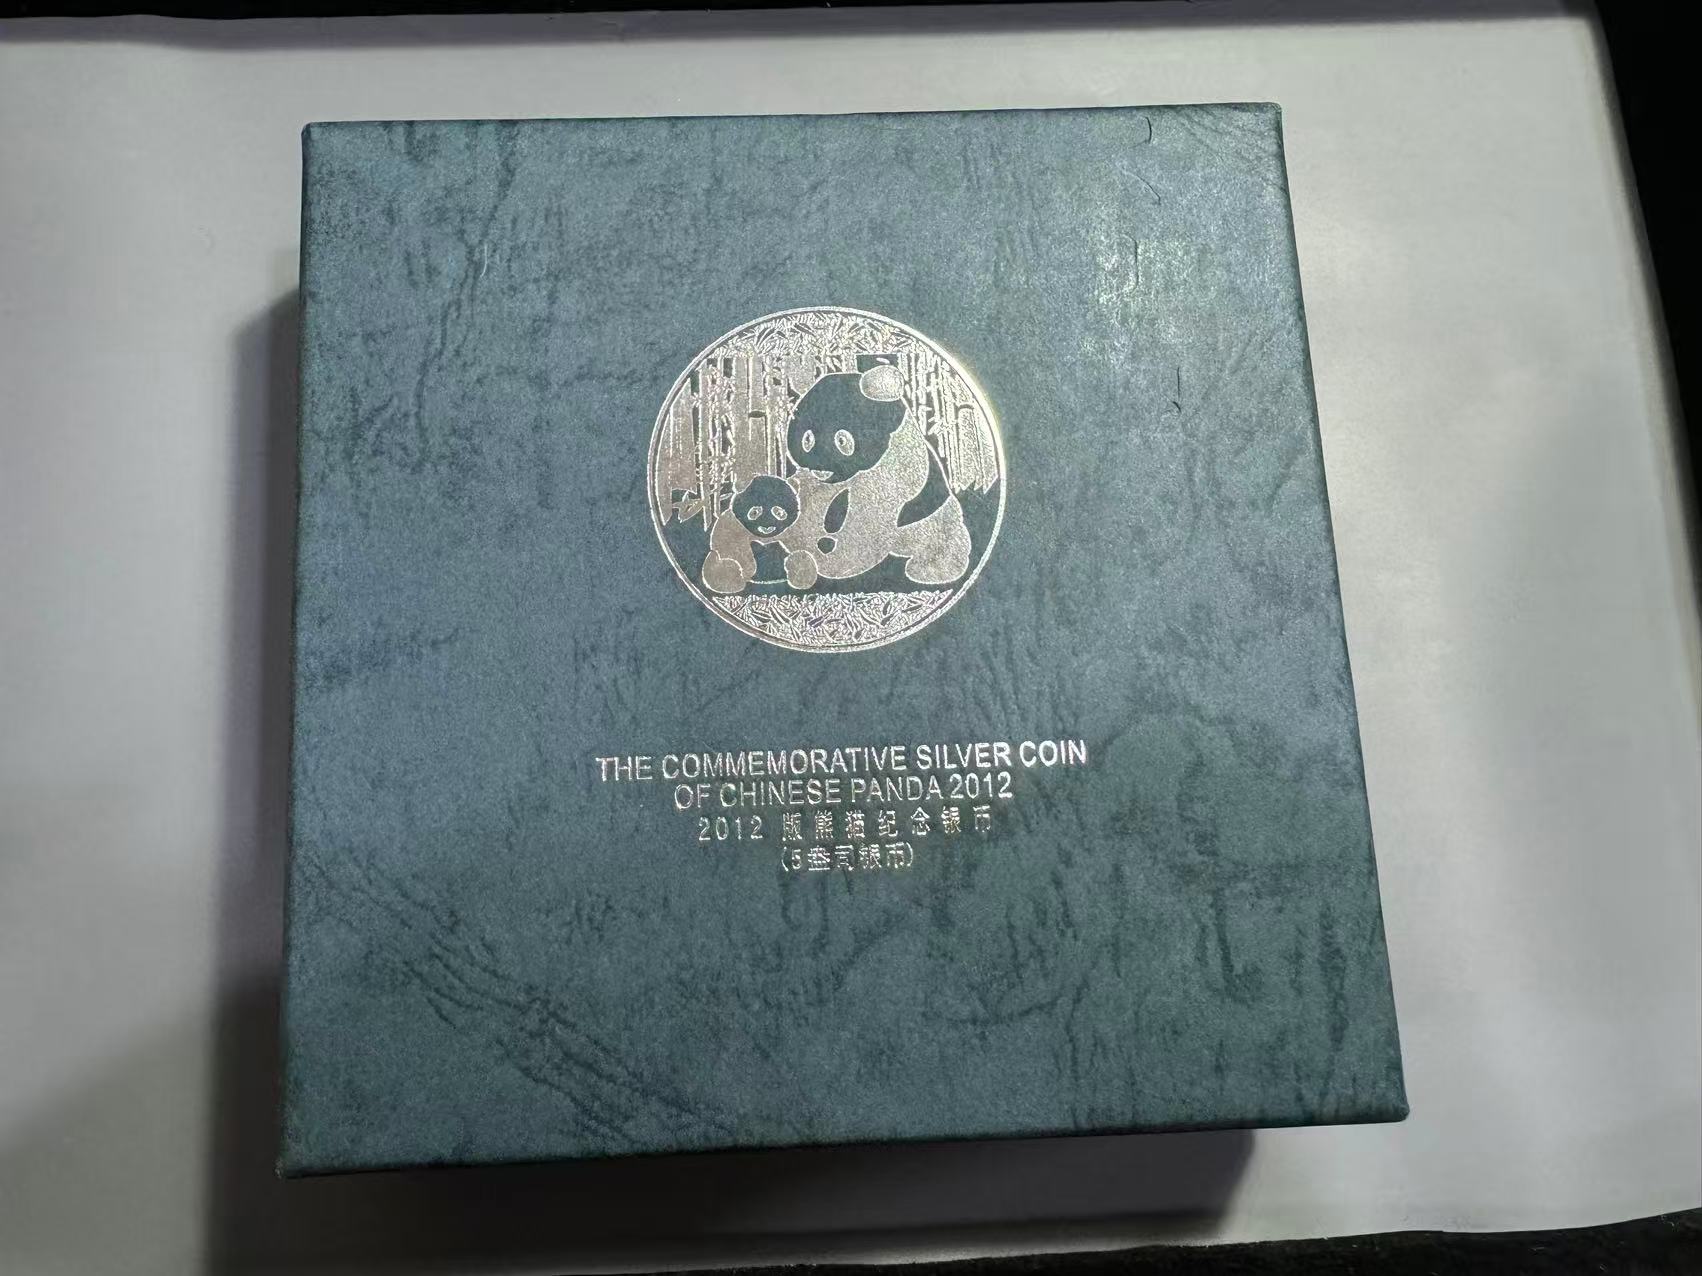 THE COMMEMORATIVE SILVER COIN
OF CHINESE PANDA 2012
2012 版熊猫纪念银币
(5盎司银币)